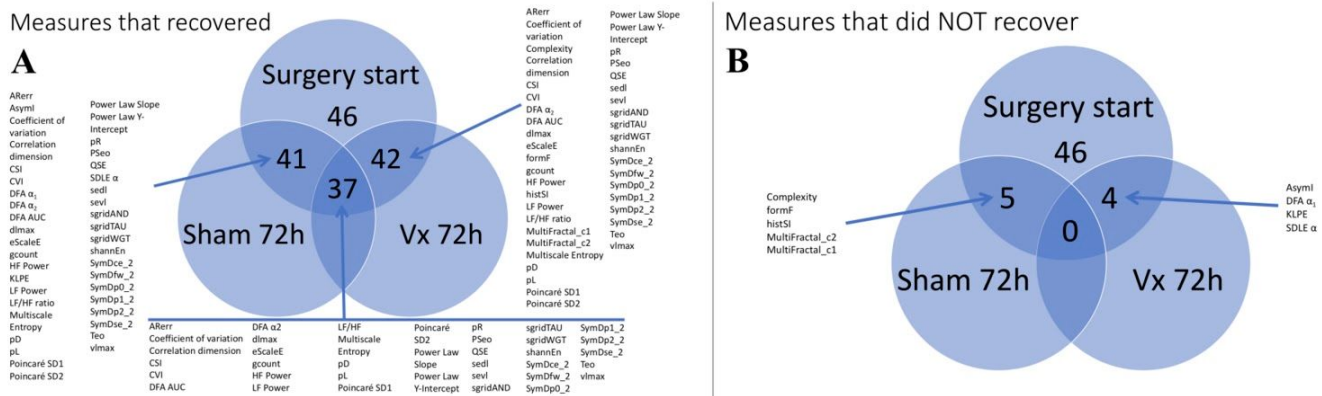 Measures that recovered
A
Surgery start
46
41
42
37
Sham 72h
Vx 72h
ARerr
AsymI
Coefficient of
variation
Correlation
dimension
CSI
CVI
DFA α₁
DFA α₂
DFA AUC
dlmax
eScaleE
gcount
HF Power
KLPE
LF Power
LF/HF ratio
Multiscale
Entropy
pD
pL
Poincaré SD1
Poincaré SD2
Power Law Slope
Power Law Y-
Intercept
pR
PSeo
QSE
SDLE α
sedl
sevl
sgridAND
sgridTAU
sgridWGT
shannEn
SymDce_2
SymDfw_2
SymDp0_2
SymDp1_2
SymDp2_2
SymDse_2
Teo
vlmax
ARerr
Coefficient of
variation
Complexity
Correlation
dimension
CSI
CVI
DFA α₂
DFA AUC
dlmax
eScaleE
formF
gcount
HF Power
histSI
LF Power
LF/HF ratio
MultiFractal_c1
MultiFractal_c2
Multiscale Entropy
pD
pL
Poincaré SD1
Poincaré SD2
Power Law Slope
Power Law Y-
Intercept
pR
PSeo
QSE
sedl
sevl
sgridAND
sgridTAU
sgridWGT
shannEn
SymDce_2
SymDfw_2
SymDp0_2
SymDp1_2
SymDp2_2
SymDse_2
Teo
vlmax
ARerr
Coefficient of variation
Correlation dimension
CSI
CVI
DFA AUC
DFA α2
dlmax
eScaleE
gcount
HF Power
LF Power
LF/HF
Multiscale
Entropy
pD
pL
Poincaré SD1
Poincaré
SD2
Power Law
Slope
Power Law
Y-Intercept
pR
PSeo
QSE
sedl
sevl
sgridAND
sgridTAU
sgridWGT
shannEn
SymDce_2
SymDfw_2
SymDp0_2
SymDp1_2
SymDp2_2
SymDse_2
Teo
vlmax
Measures that did NOT recover
B
Surgery start
46
5
4
0
Sham 72h
Vx 72h
Complexity
formF
histSI
MultiFractal_c2
MultiFractal_c1
AsymI
DFA α₁
KLPE
SDLE α